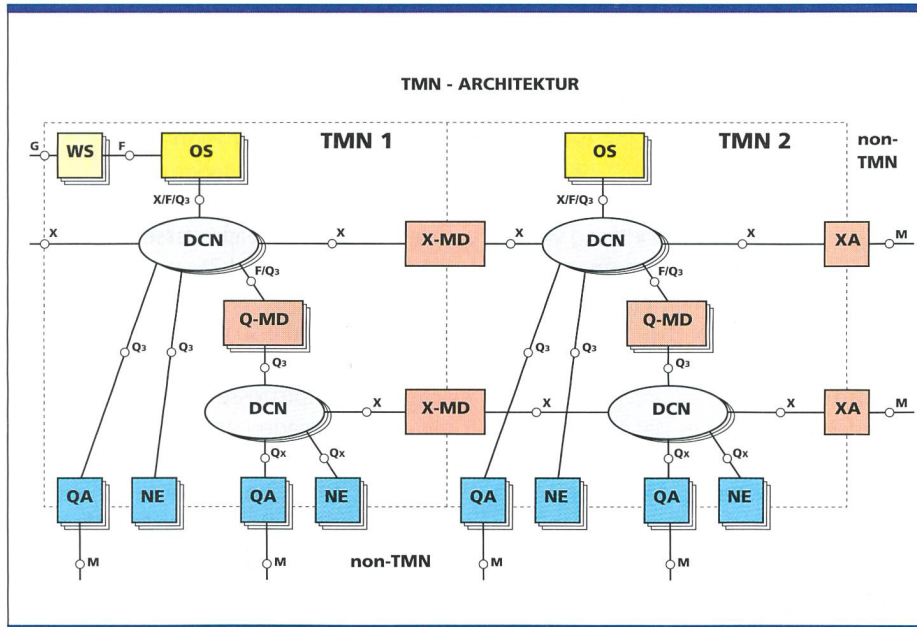 TMN - ARCHITEKTUR
TMN 1
TMN 2
non-
TMN
G
WS
F
OS
OS
X/F/Q3
X/F/Q3
X
DCN
X
X-MD
X
DCN
X
XA
M
F/Q3
F/Q3
Q-MD
Q-MD
Q3
Q3
Q3
Q3
Q3
Q3
DCN
X
X-MD
X
DCN
X
XA
M
Qx
Qx
Qx
Qx
QA
NE
QA
NE
QA
NE
QA
NE
M
M
non-TMN
M
M